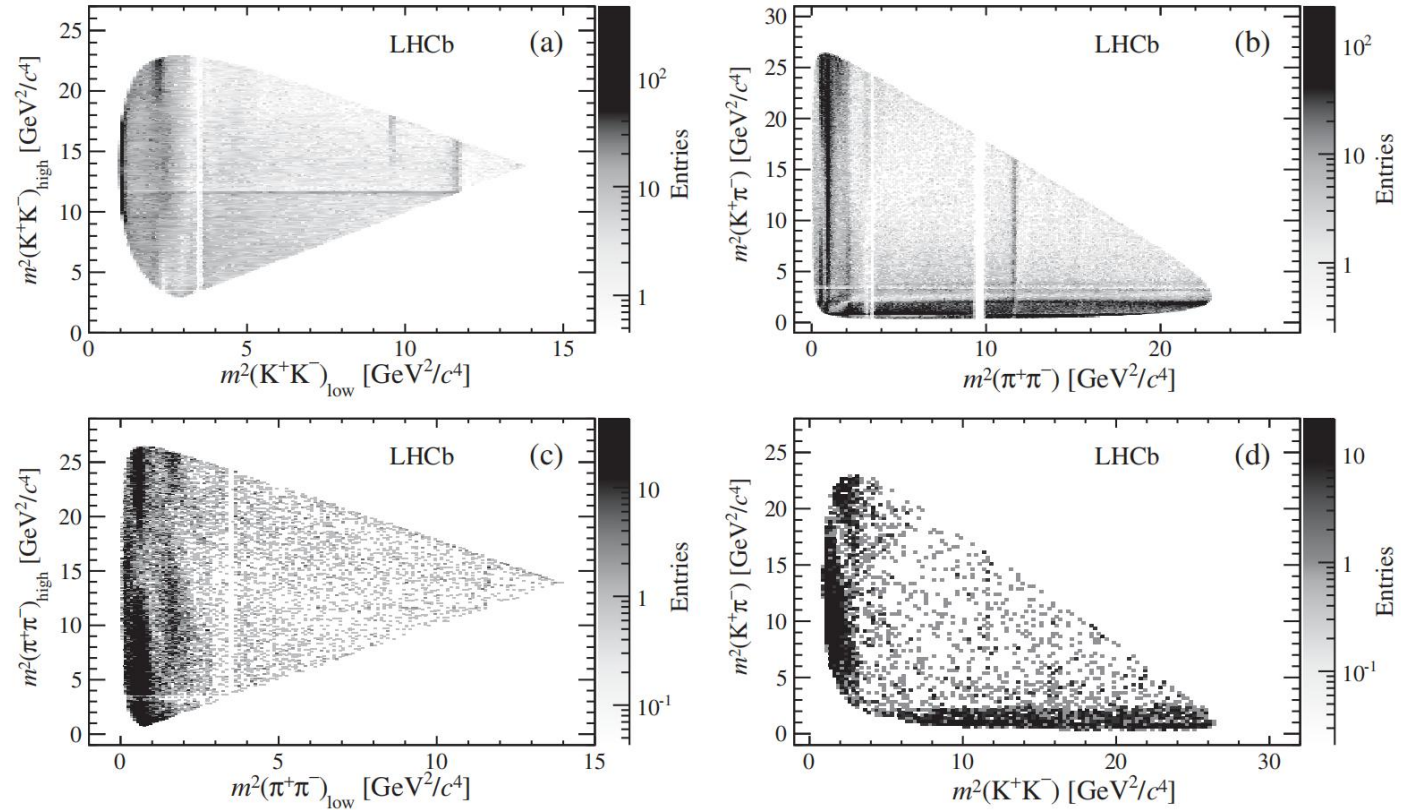 LHCb (a)
m²(K⁺K⁻)high [GeV²/c⁴]
25
20
15
10
5
0
0 5 10 15
m²(K⁺K⁻)low [GeV²/c⁴]
10²
10
1
Entries
LHCb (b)
m²(K⁺π⁻) [GeV²/c⁴]
30
25
20
15
10
5
0
0 10 20
m²(π⁺π⁻) [GeV²/c⁴]
10²
10
1
Entries
LHCb (c)
m²(π⁺π⁻)high [GeV²/c⁴]
25
20
15
10
5
0
0 5 10 15
m²(π⁺π⁻)low [GeV²/c⁴]
10
1
10⁻¹
Entries
LHCb (d)
m²(K⁺π⁻) [GeV²/c⁴]
25
20
15
10
5
0
0 10 20 30
m²(K⁺K⁻) [GeV²/c⁴]
10
1
10⁻¹
Entries